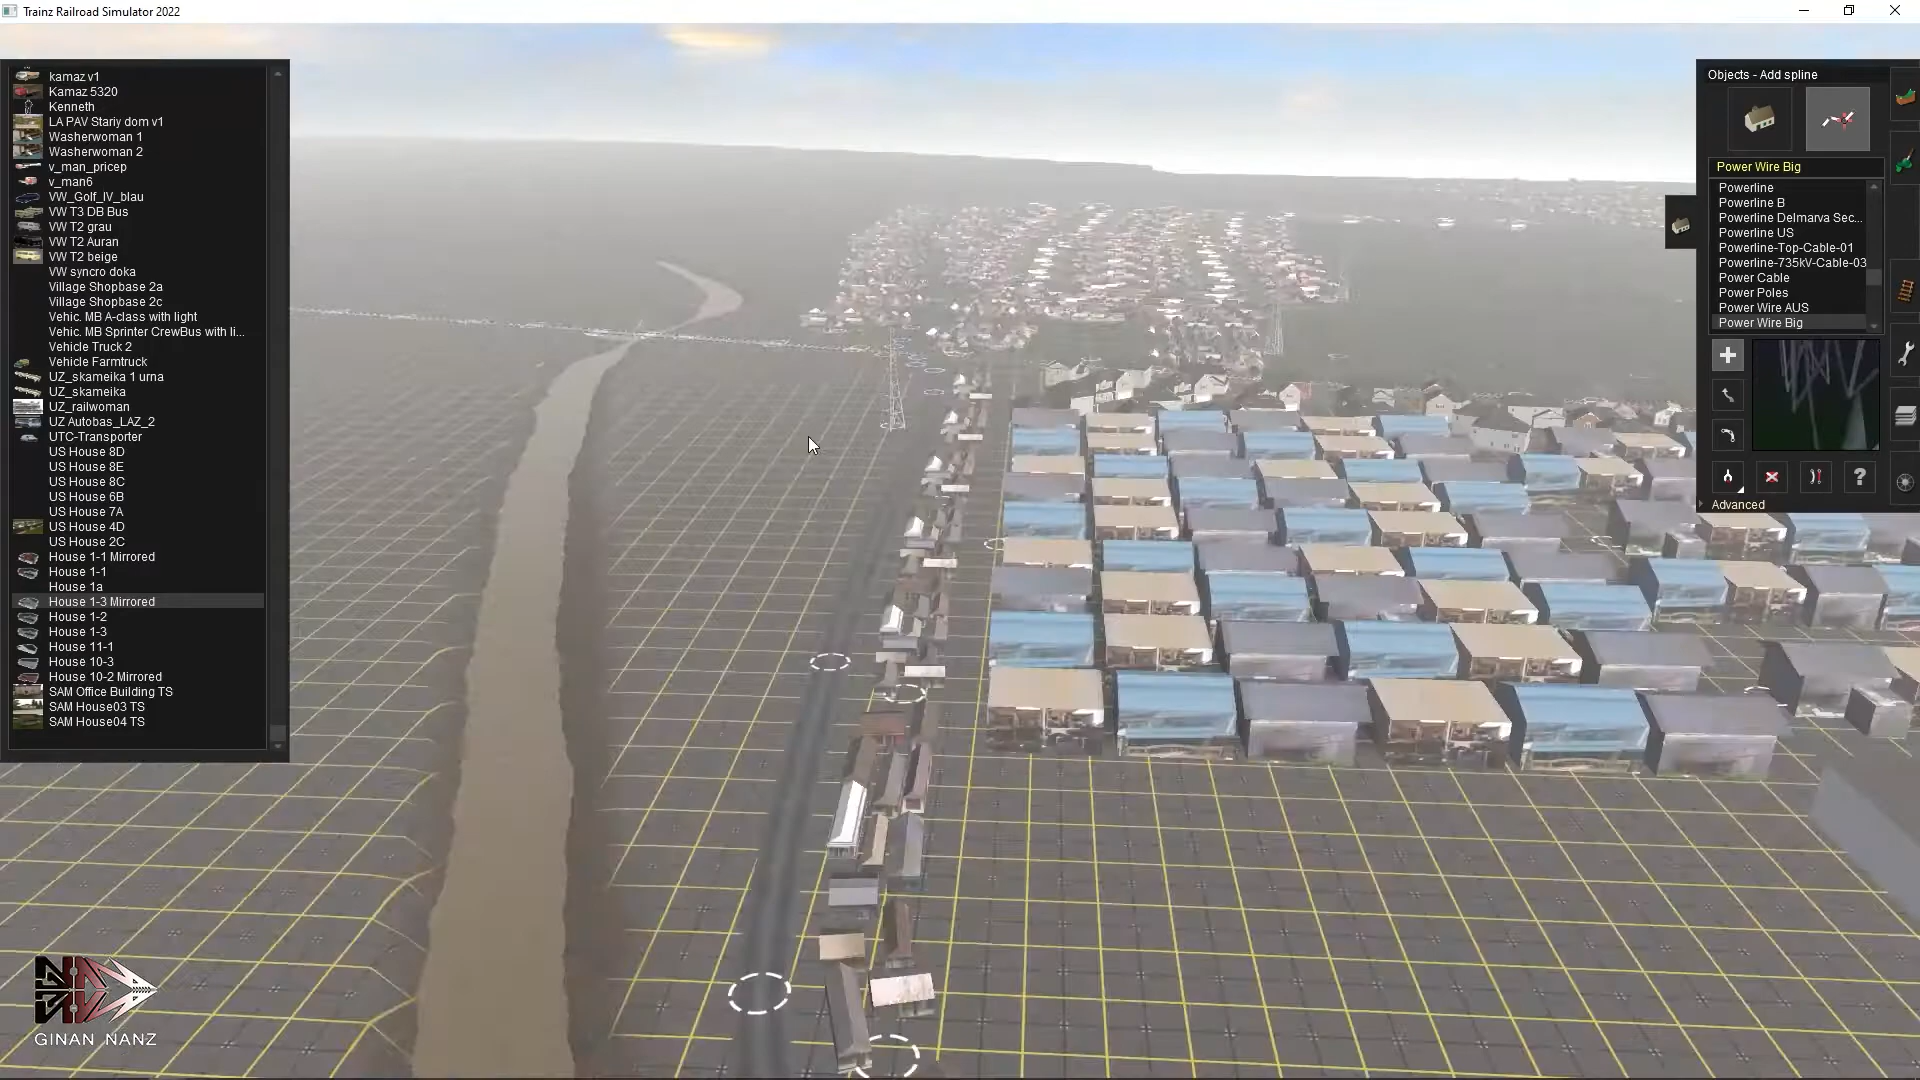 Trainz Railroad Simulator 2022
kamaz v1
Kamaz 5320
Kenneth
LA PAV Stariy dom v1
Washerwoman 1
Washerwoman 2
v_man_pricep
v_man6
VW_Golf_IV_blau
VW T3 DB Bus
VW T2 grau
VW T2 Auran
VW T2 beige
VW syncro doka
Village Shopbase 2a
Village Shopbase 2c
Vehic. MB A-class with light
Vehic. MB Sprinter CrewBus with li...
Vehicle Truck 2
Vehicle Farmtruck
UZ_skameika 1 urna
UZ_skameika
UZ_railwoman
UZ Autobas_LAZ_2
UTC-Transporter
US House 8D
US House 8E
US House 8C
US House 6B
US House 7A
US House 4D
US House 2C
House 1-1 Mirrored
House 1-1
House 1a
House 1-3 Mirrored
House 1-2
House 1-3
House 11-1
House 10-3
House 10-2 Mirrored
SAM Office Building TS
SAM House03 TS
SAM House04 TS
Objects - Add spline
Power Wire Big
Powerline
Powerline B
Powerline Delmarva Sec...
Powerline US
Powerline-Top-Cable-01
Powerline-735kV-Cable-03
Power Cable
Power Poles
Power Wire AUS
Power Wire Big
?
Advanced
GINAN NANZ